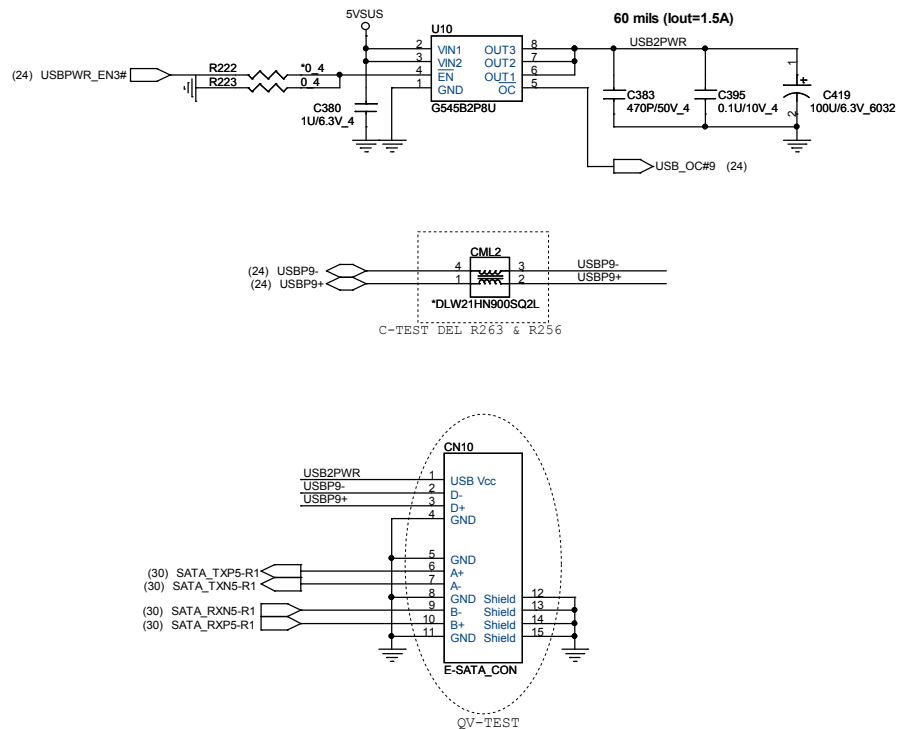 5VSUS
60 mils (Iout=1.5A)
U10
USB2PWR
2 VIN1 OUT3 8
3 VIN2 OUT2 7
4 EN OUT1 6
1 GND OC 5
G545B2P8U
(24) USBPWR_EN3#
R222 *0_4
R223 0_4
C380
1U/6.3V_4
C383
470P/50V_4
C395
0.1U/10V_4
1
+
2
C419
100U/6.3V_6032
USB_OC#9 (24)
CML2
(24) USBP9- 4 3 USBP9-
(24) USBP9+ 1 2 USBP9+
*DLW21HN900SQ2L
C-TEST DEL R263 & R256
CN10
USB2PWR 1 USB Vcc
USBP9- 2 D-
USBP9+ 3 D+
4 GND
5 GND
(30) SATA_TXP5-R1 6 A+
(30) SATA_TXN5-R1 7 A-
8 GND Shield 12
(30) SATA_RXN5-R1 9 B- Shield 13
(30) SATA_RXP5-R1 10 B+ Shield 14
11 GND Shield 15
E-SATA_CON
QV-TEST